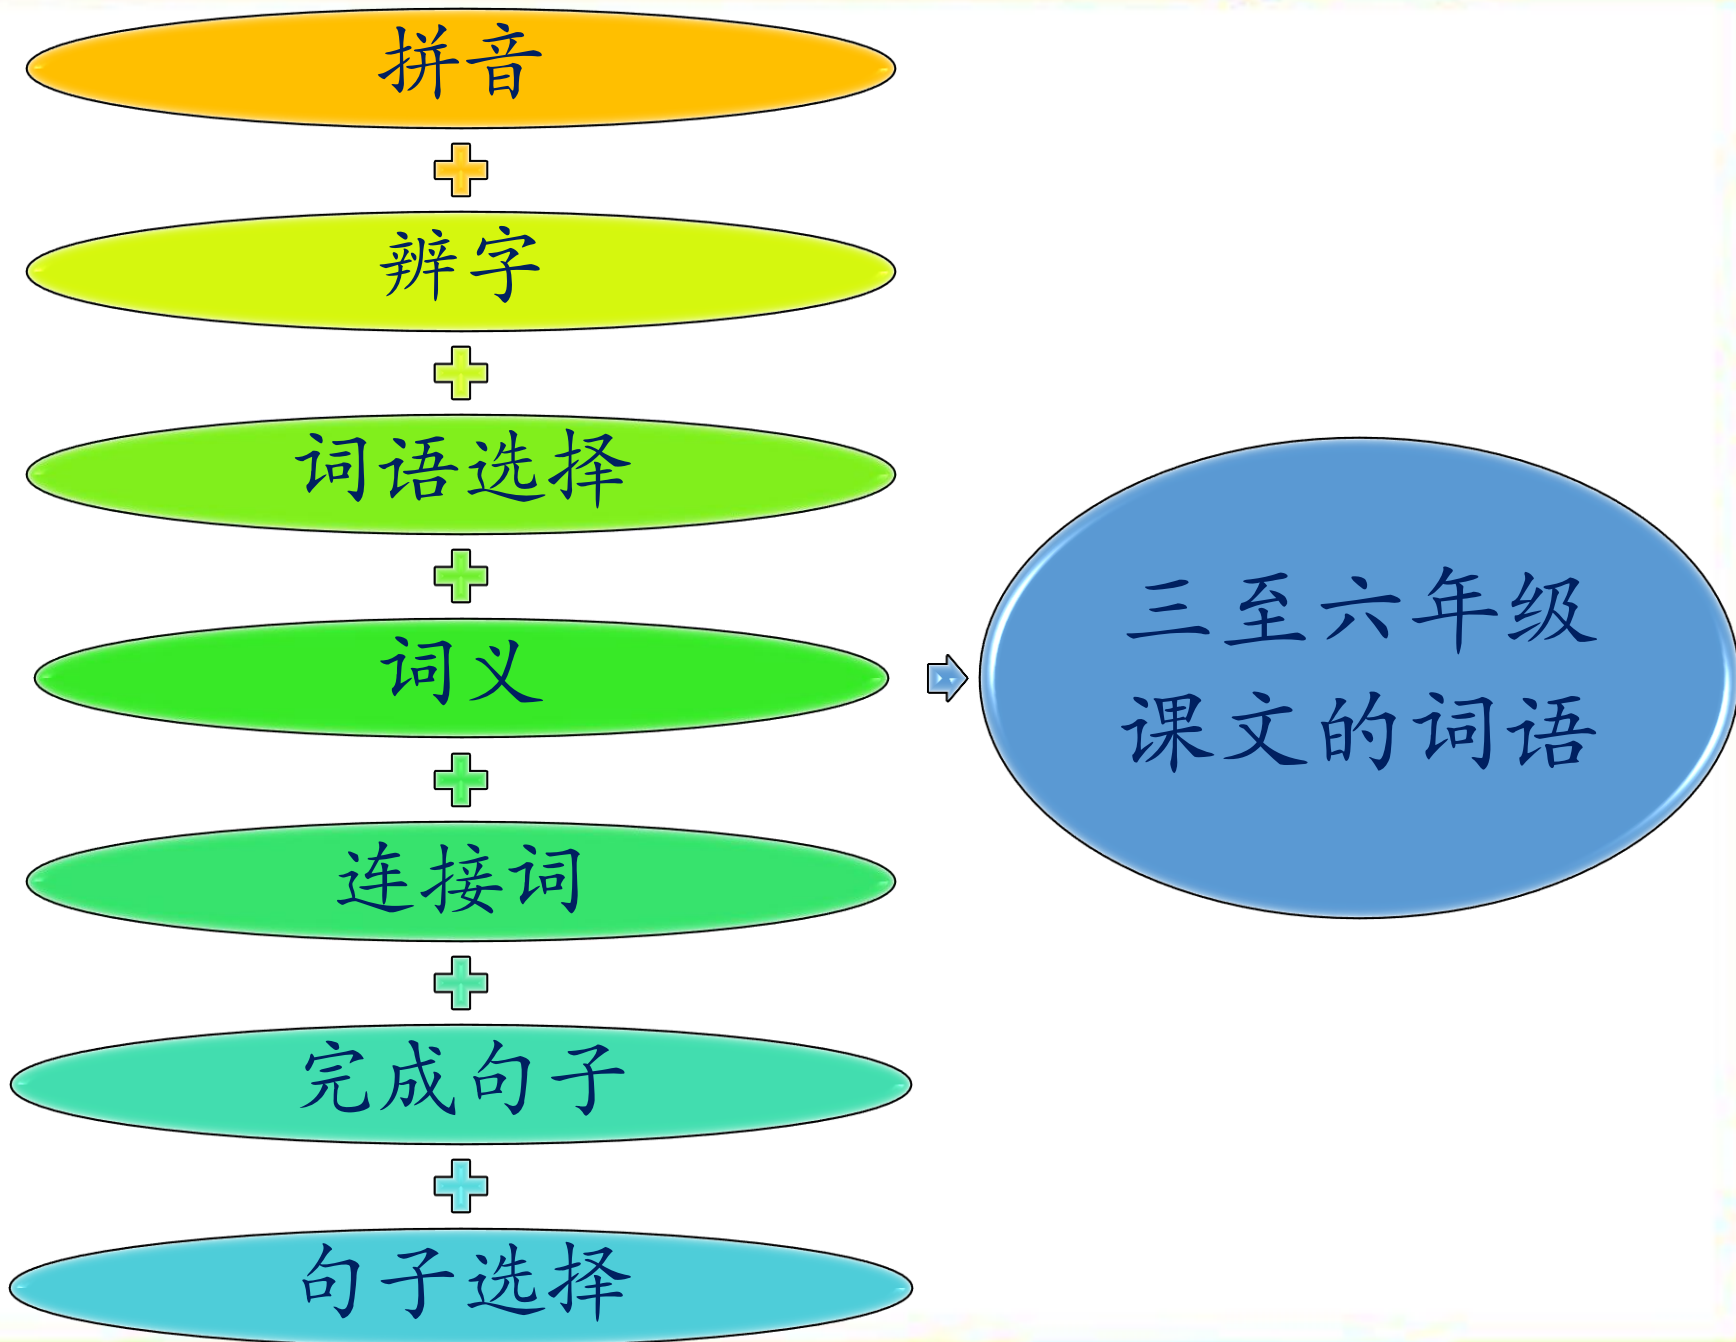 拼音
辨字
词语选择
词义
连接词
完成句子
句子选择
三至六年级
课文的词语